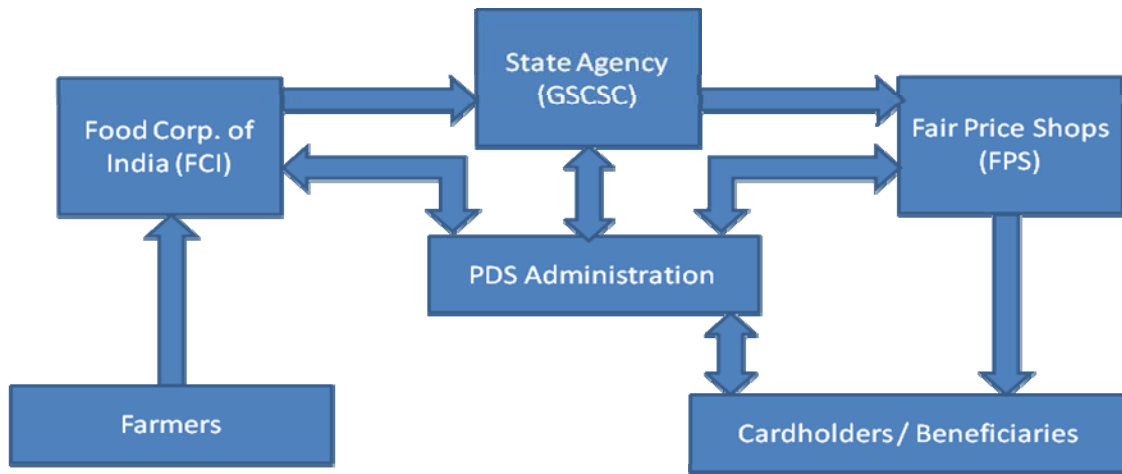 State Agency
(GSCSC)
Food Corp. of
India (FCI)
Fair Price Shops
(FPS)
PDS Administration
Farmers
Cardholders / Beneficiaries